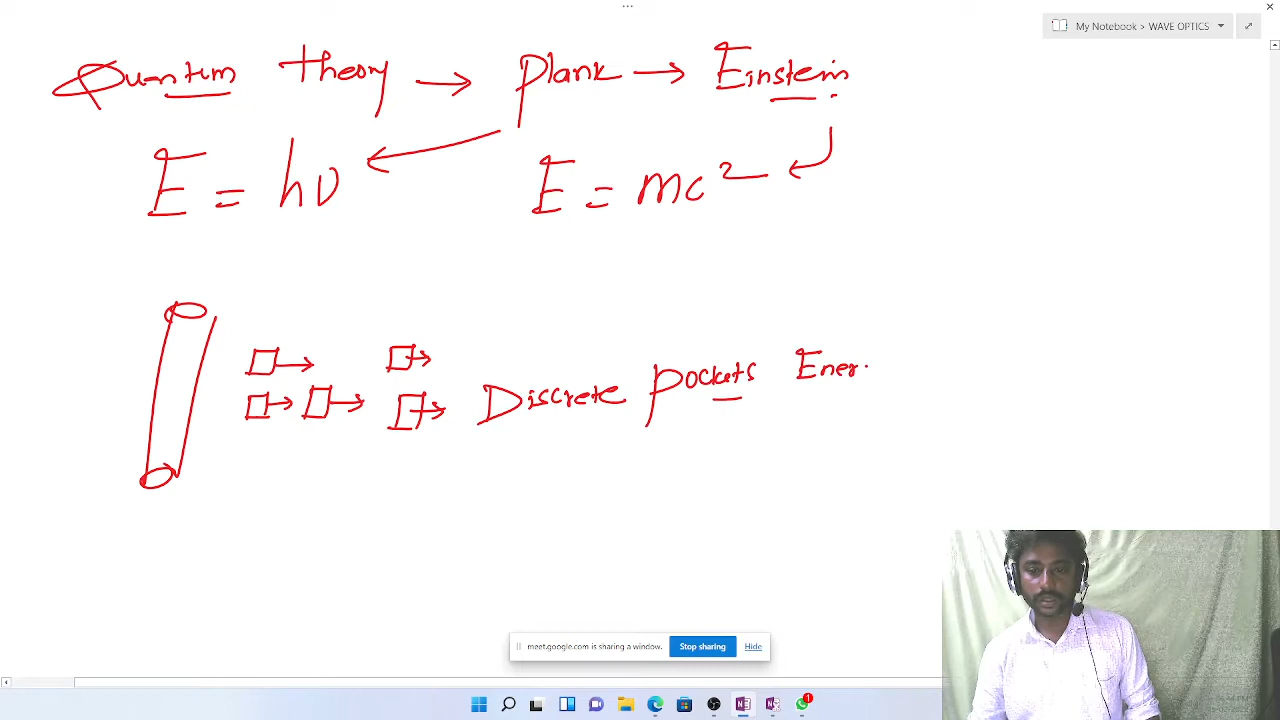 My Notebook > WAVE OPTICS
Quantum theory → plank → Einstein
E = hν E = mc²
Discrete pockets Ener.
meet.google.com is sharing a window.
Stop sharing
Hide
1